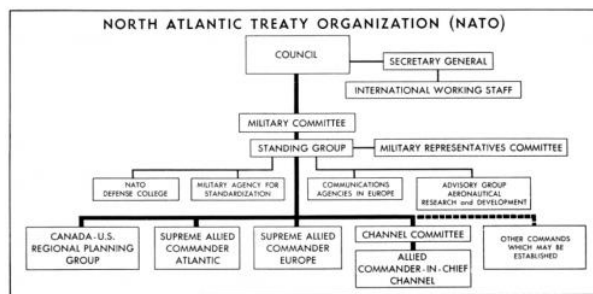 NORTH ATLANTIC TREATY ORGANIZATION (NATO)
COUNCIL
SECRETARY GENERAL
INTERNATIONAL WORKING STAFF
MILITARY COMMITTEE
STANDING GROUP
MILITARY REPRESENTATIVES COMMITTEE
NATO
DEFENSE COLLEGE
MILITARY AGENCY FOR
STANDARDIZATION
COMMUNICATIONS
AGENCIES IN EUROPE
ADVISORY GROUP
AERONAUTICAL
RESEARCH and DEVELOPMENT
CANADA-U.S.
REGIONAL PLANNING
GROUP
SUPREME ALLIED
COMMANDER
ATLANTIC
SUPREME ALLIED
COMMANDER
EUROPE
CHANNEL COMMITTEE
ALLIED
COMMANDER-IN-CHIEF
CHANNEL
OTHER COMMANDS
WHICH MAY BE
ESTABLISHED